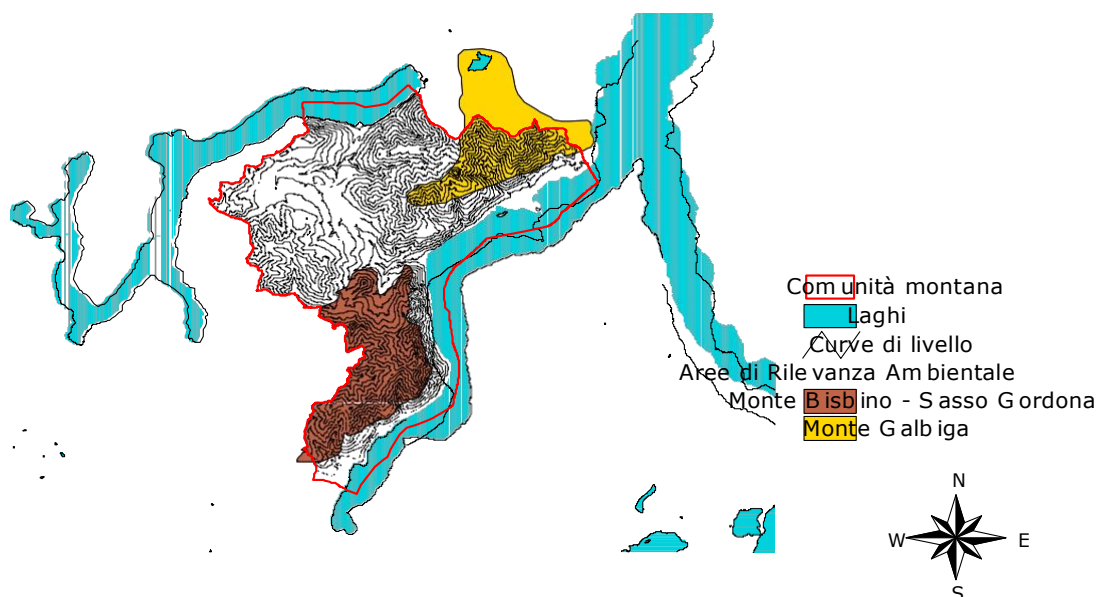 Comunità montana
Laghi
Curve di livello
Aree di Rilevanza Ambientale
Monte Bisbino - Sasso Gordona
Monte Galbiga
N
W E
S